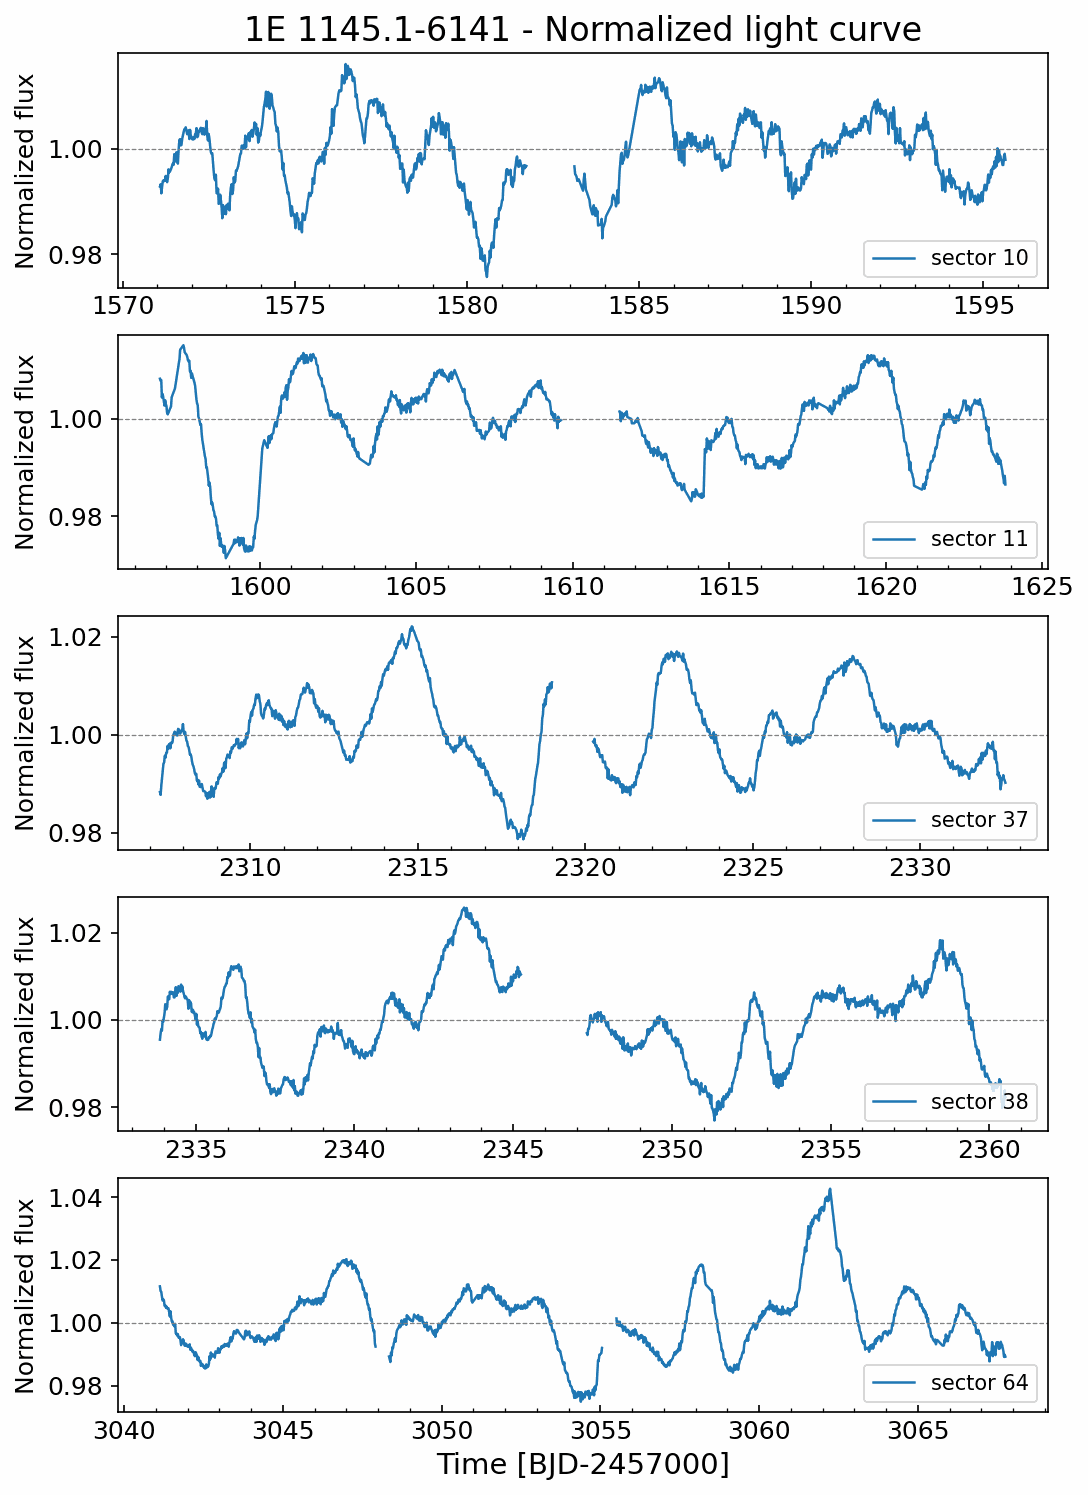 1E 1145.1-6141 - Normalized light curve
Normalized flux
1.00
0.98
sector 10
1570 1575 1580 1585 1590 1595
Normalized flux
1.00
0.98
sector 11
1600 1605 1610 1615 1620 1625
Normalized flux
1.02
1.00
0.98
sector 37
2310 2315 2320 2325 2330
Normalized flux
1.02
1.00
0.98
sector 38
2335 2340 2345 2350 2355 2360
Normalized flux
1.04
1.02
1.00
0.98
sector 64
3040 3045 3050 3055 3060 3065
Time [BJD-2457000]